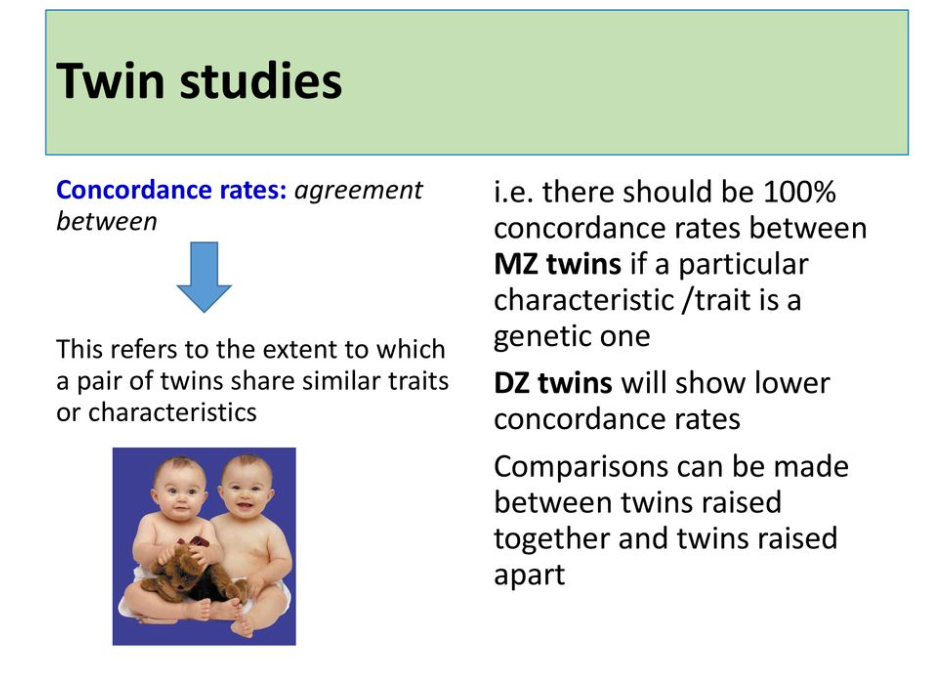 Twin studies
Concordance rates: agreement
between
This refers to the extent to which
a pair of twins share similar traits
or characteristics
i.e. there should be 100%
concordance rates between
MZ twins if a particular
characteristic /trait is a
genetic one
DZ twins will show lower
concordance rates
Comparisons can be made
between twins raised
together and twins raised
apart